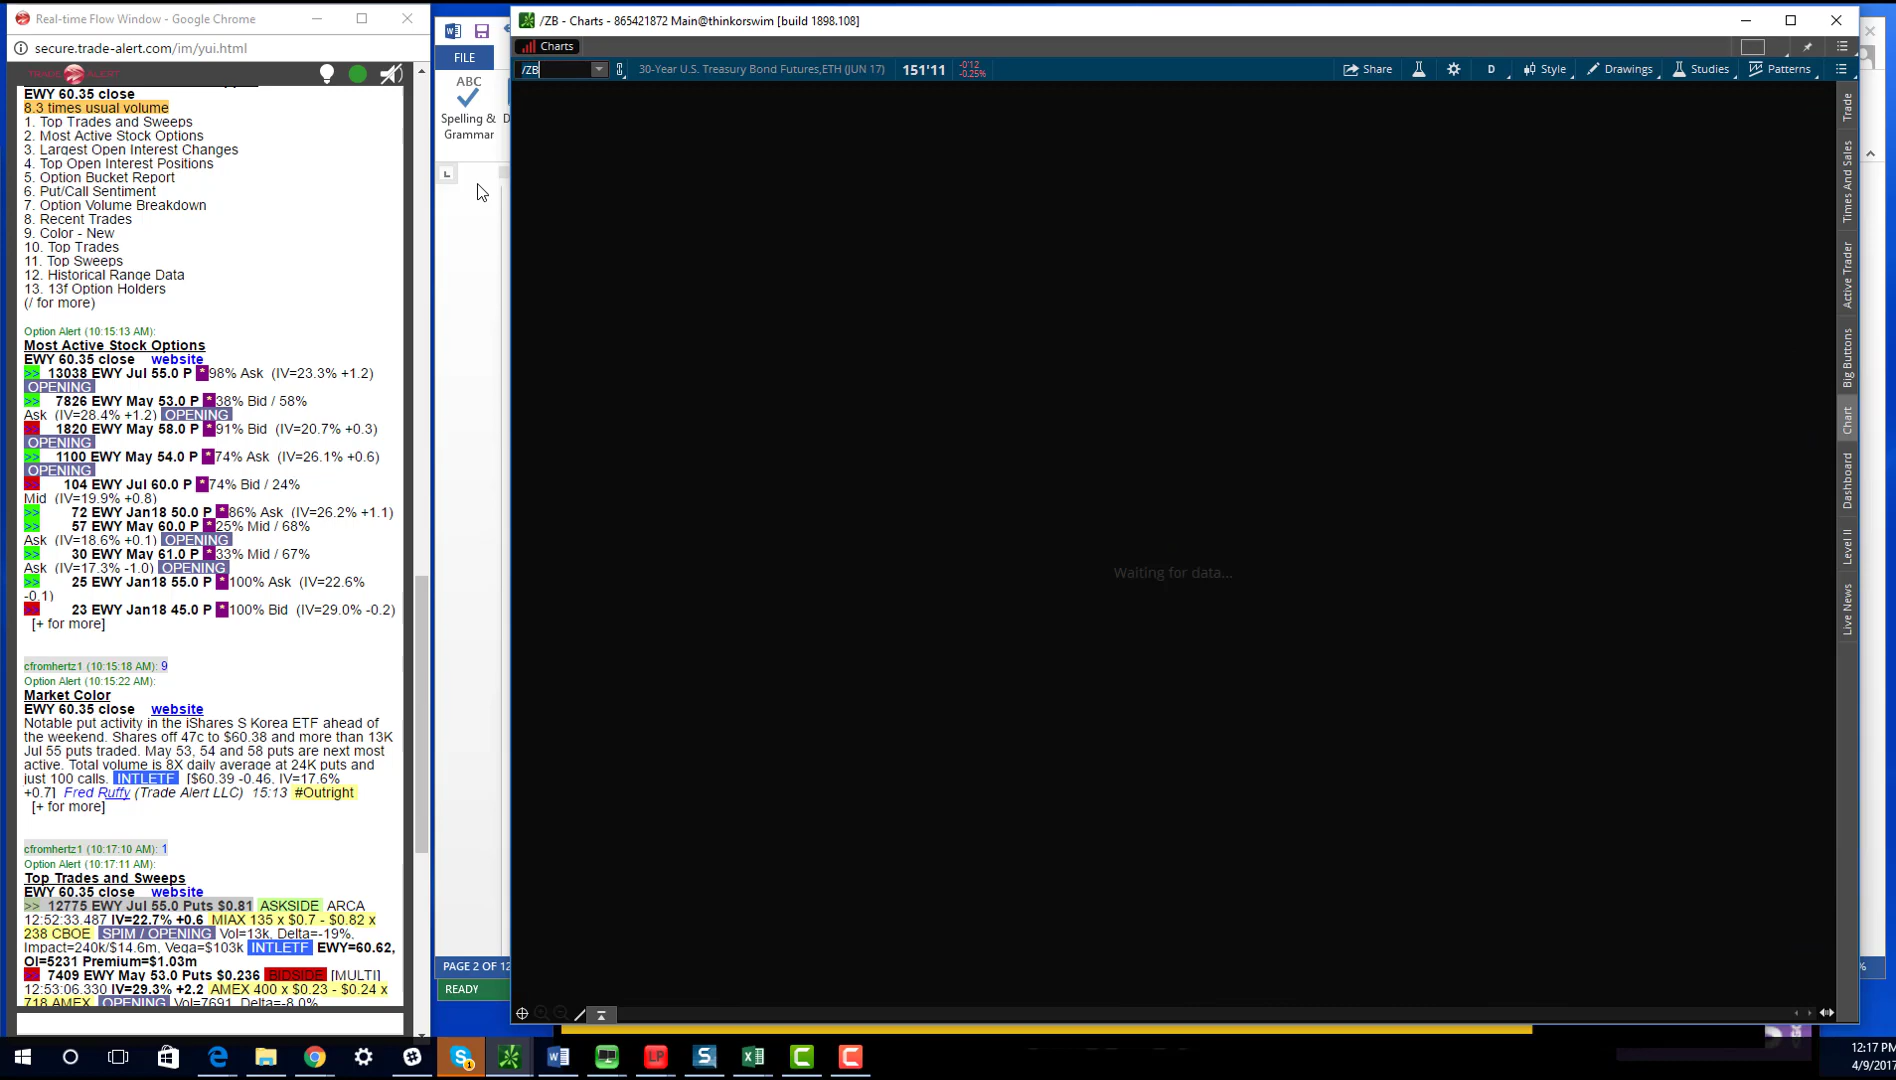 Real-time Flow Window - Google Chrome
secure.trade-alert.com/im/yui.html
TRADE ALERT
EWY 60.35 close
8.3 times usual volume
1. Top Trades and Sweeps
2. Most Active Stock Options
3. Largest Open Interest Changes
4. Top Open Interest Positions
5. Option Bucket Report
6. Put/Call Sentiment
7. Option Volume Breakdown
8. Recent Trades
9. Color - New
10. Top Trades
11. Top Sweeps
12. Historical Range Data
13. 13f Option Holders
(/ for more)
Option Alert (10:15:13 AM):
Most Active Stock Options
EWY 60.35 close website
>> 13038 EWY Jul 55.0 P *98% Ask (IV=23.3% +1.2)
OPENING
>> 7826 EWY May 53.0 P *38% Bid / 58%
Ask (IV=28.4% +1.2) OPENING
>> 1820 EWY May 58.0 P *91% Bid (IV=20.7% +0.3)
OPENING
>> 1100 EWY May 54.0 P *74% Ask (IV=26.1% +0.6)
OPENING
>> 104 EWY Jul 60.0 P *74% Bid / 24%
Mid (IV=19.9% +0.8)
>> 72 EWY Jan18 50.0 P *86% Ask (IV=26.2% +1.1)
>> 57 EWY May 60.0 P *25% Mid / 68%
Ask (IV=18.6% +0.1) OPENING
>> 30 EWY May 61.0 P *33% Mid / 67%
Ask (IV=17.3% -1.0) OPENING
>> 25 EWY Jan18 55.0 P *100% Ask (IV=22.6%
-0.1)
>> 23 EWY Jan18 45.0 P *100% Bid (IV=29.0% -0.2)
[+ for more]
cfromhertz1 (10:15:18 AM): 9
Option Alert (10:15:22 AM):
Market Color
EWY 60.35 close website
Notable put activity in the iShares S Korea ETF ahead of
the weekend. Shares off 47c to $60.38 and more than 13K
Jul 55 puts traded. May 53, 54 and 58 puts are next most
active. Total volume is 8X daily average at 24K puts and
just 100 calls. INTLETF [$60.39 -0.46, IV=17.6%
+0.7] Fred Ruffy (Trade Alert LLC) 15:13 #Outright
[+ for more]
cfromhertz1 (10:17:10 AM): 1
Option Alert (10:17:11 AM):
Top Trades and Sweeps
EWY 60.35 close website
>> 12775 EWY Jul 55.0 Puts $0.81 ASKSIDE ARCA
12:52:33.487 IV=22.7% +0.6 MIAX 135 x $0.7 - $0.82 x
238 CBOE SPIM / OPENING Vol=13k, Delta=-19%,
Impact=240k/$14.6m, Vega=$103k INTLETF EWY=60.62,
OI=5231 Premium=$1.03m
7409 EWY May 53.0 Puts $0.236 BIDSIDE [MULTI]
12:53:06.330 IV=29.3% +2.2 AMEX 400 x $0.23 - $0.24 x
718 AMEX OPENING Vol=7691, Delta=-8.0%,
FILE
ABC
Spelling &
Grammar
PAGE 2 OF 12
READY
/ZB - Charts - 865421872 Main@thinkorswim [build 1898.108]
Charts
/ZB
30-Year U.S. Treasury Bond Futures,ETH (JUN 17)
151'11
-0'12
-0.25%
Share
D
Style
Drawings
Studies
Patterns
Waiting for data...
Trade
Times And Sales
Active Trader
Big Buttons
Chart
Dashboard
Level II
Live News
12:17 PM
4/9/2017